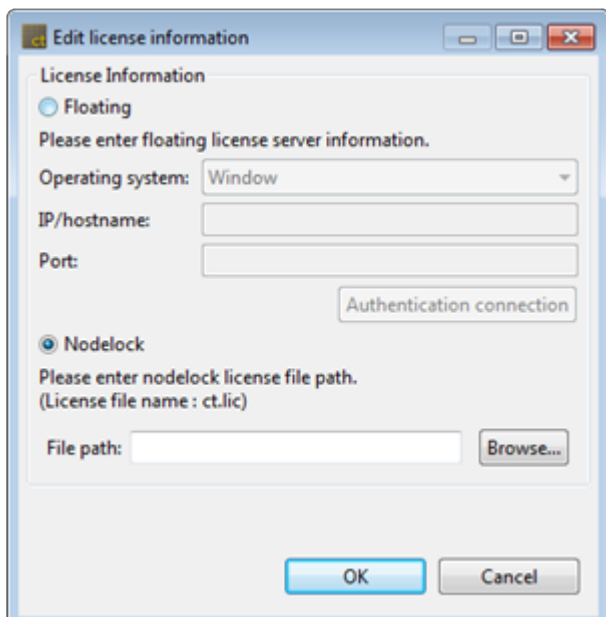 ct Edit license information
License Information
Floating
Please enter floating license server information.
Operating system: Window
IP/hostname:
Port:
Authentication connection
Nodelock
Please enter nodelock license file path.
(License file name : ct.lic)
File path: Browse...
OK Cancel